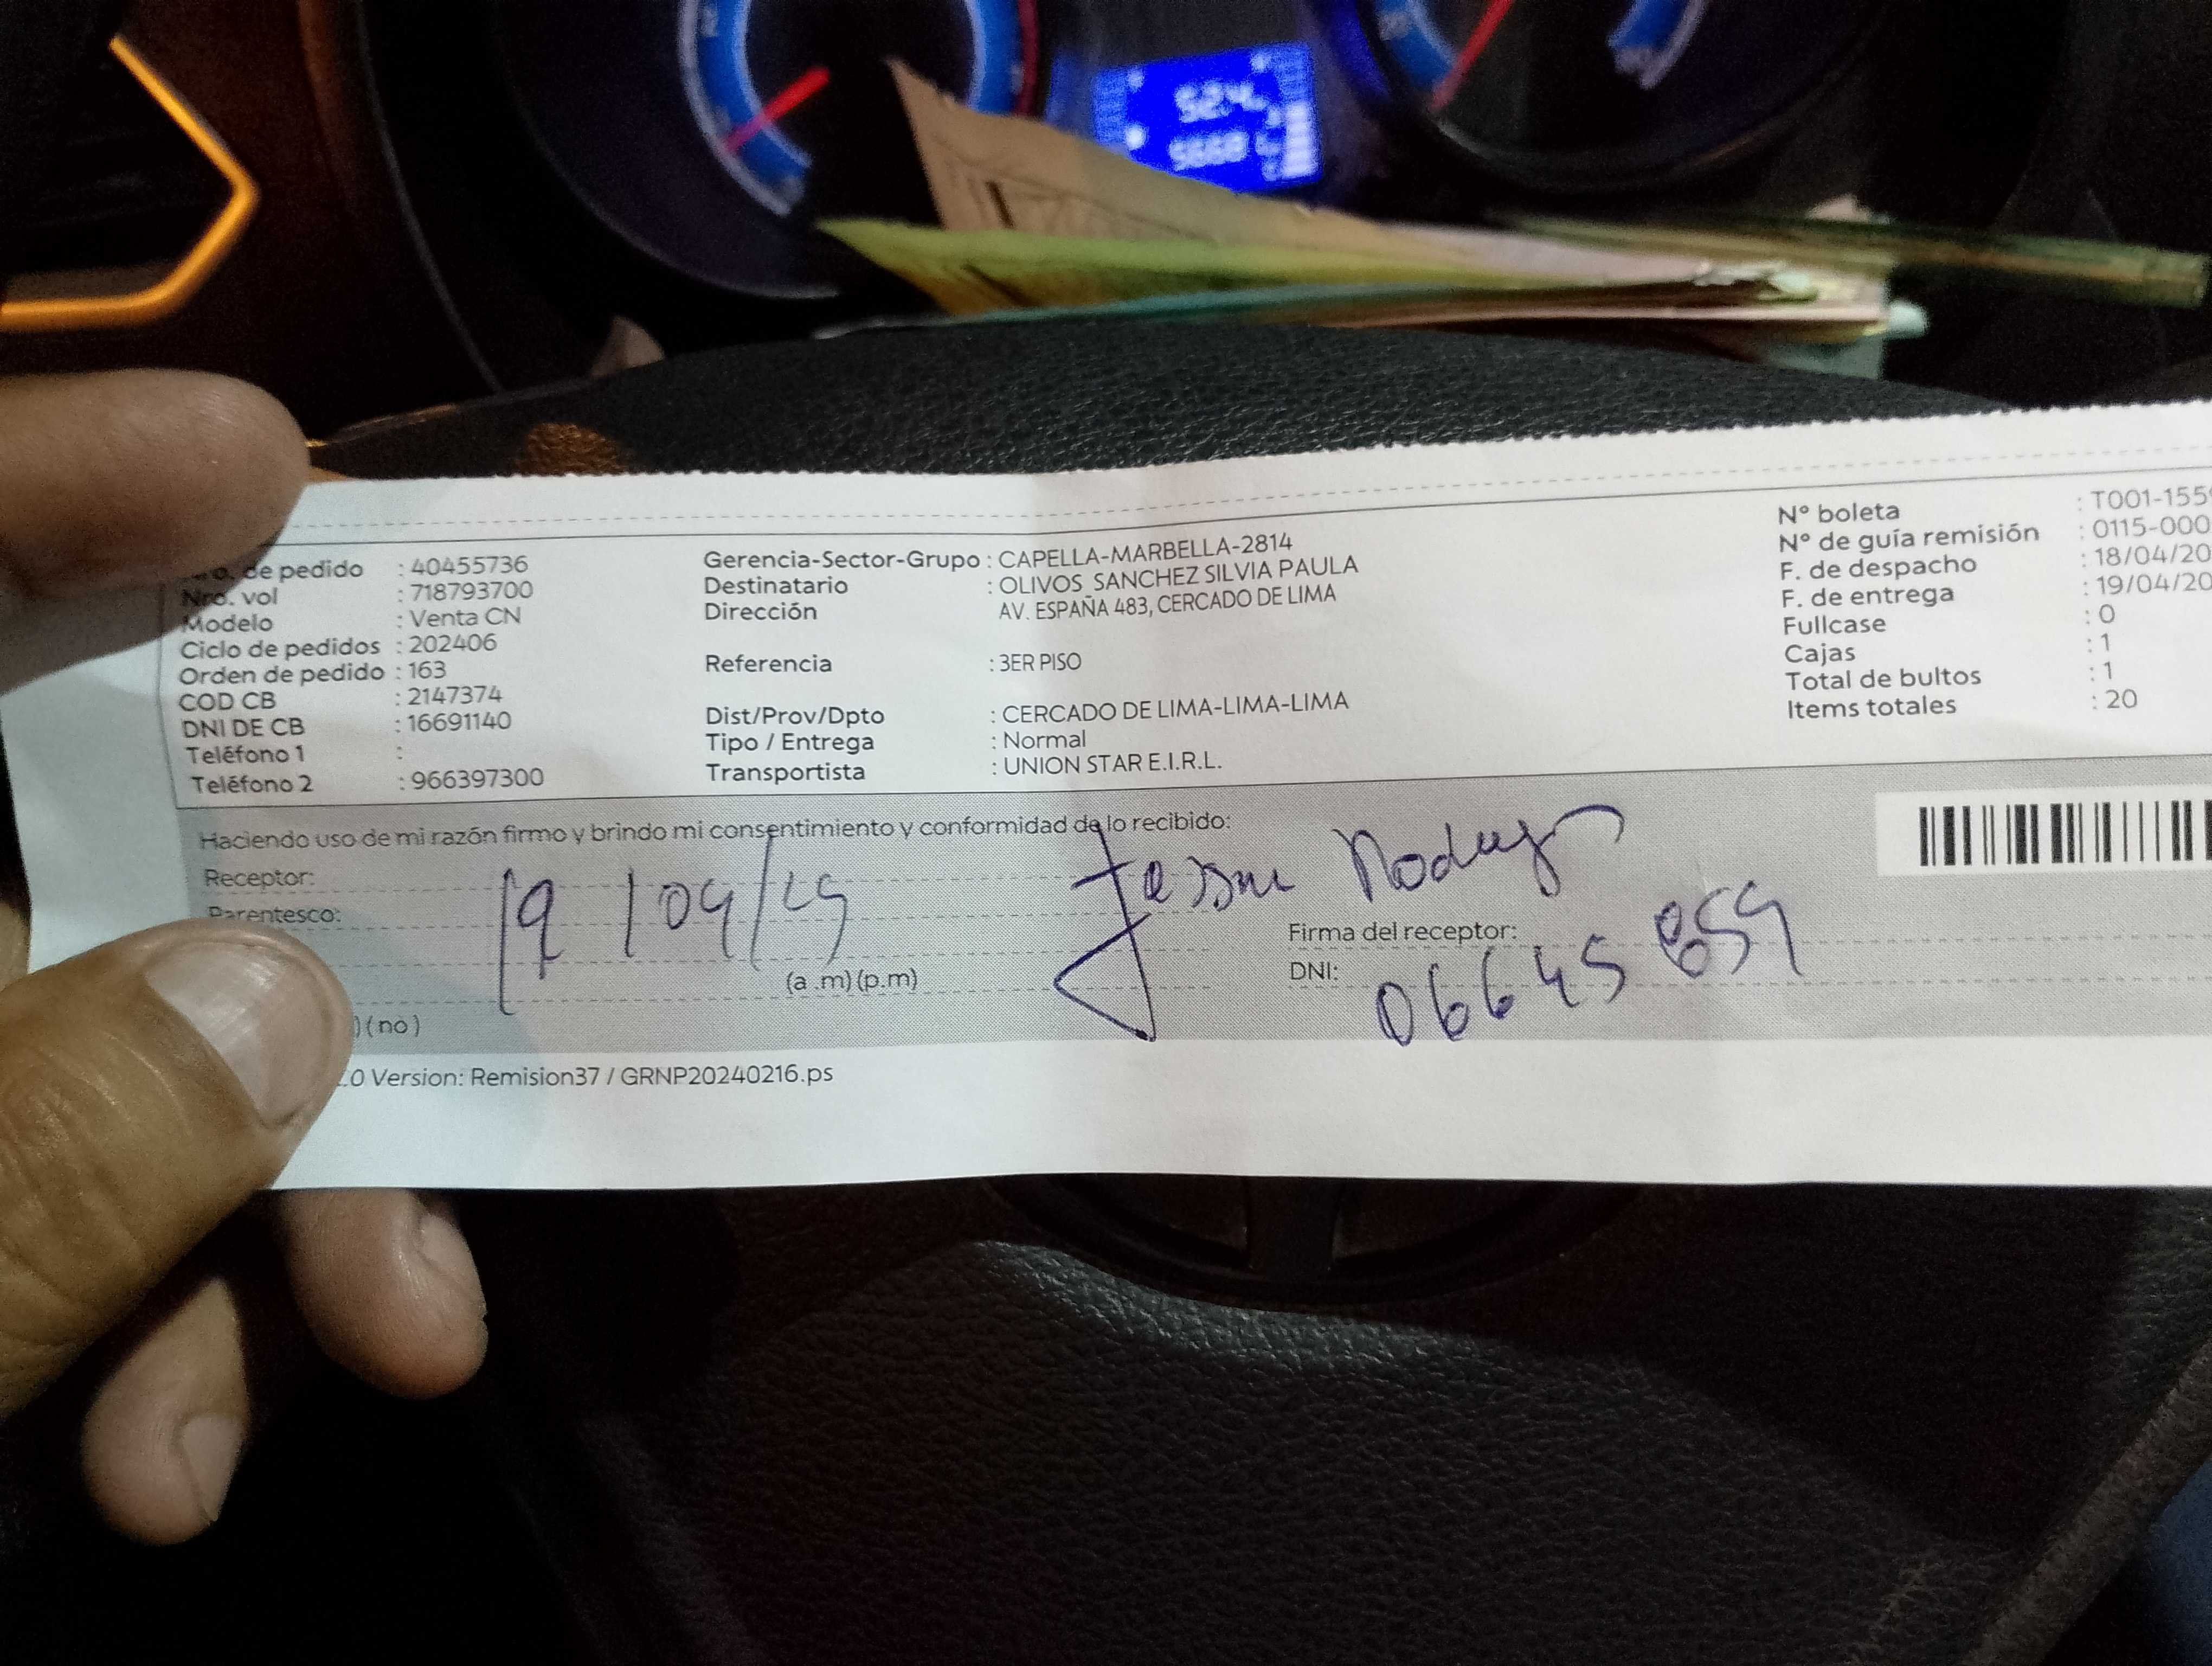 de pedido : 40455736
Nro. vol : 718793700
Modelo : Venta CN
Ciclo de pedidos : 202406
Orden de pedido : 163
COD CB : 2147374
DNI DE CB : 16691140
Teléfono 1 :
Teléfono 2 : 966397300
Gerencia-Sector-Grupo : CAPELLA-MARBELLA-2814
Destinatario : OLIVOS SANCHEZ SILVIA PAULA
Dirección AV. ESPAÑA 483, CERCADO DE LIMA
Referencia : 3ER PISO
Dist/Prov/Dpto : CERCADO DE LIMA-LIMA-LIMA
Tipo / Entrega : Normal
Transportista : UNION STAR E.I.R.L.
Nº boleta : T001-155
Nº de guía remisión : 0115-000
F. de despacho : 18/04/20
F. de entrega : 19/04/20
Fullcase : 0
Cajas : 1
Total de bultos : 1
Items totales : 20
Haciendo uso de mi razón firmo y brindo mi consentimiento y conformidad de lo recibido:
Receptor:
Parentesco:
19/04/
(a .m) (p.m)
Firma del receptor:
DNI: 06645859
) ( no )
.0 Version: Remision37 / GRNP20240216.ps